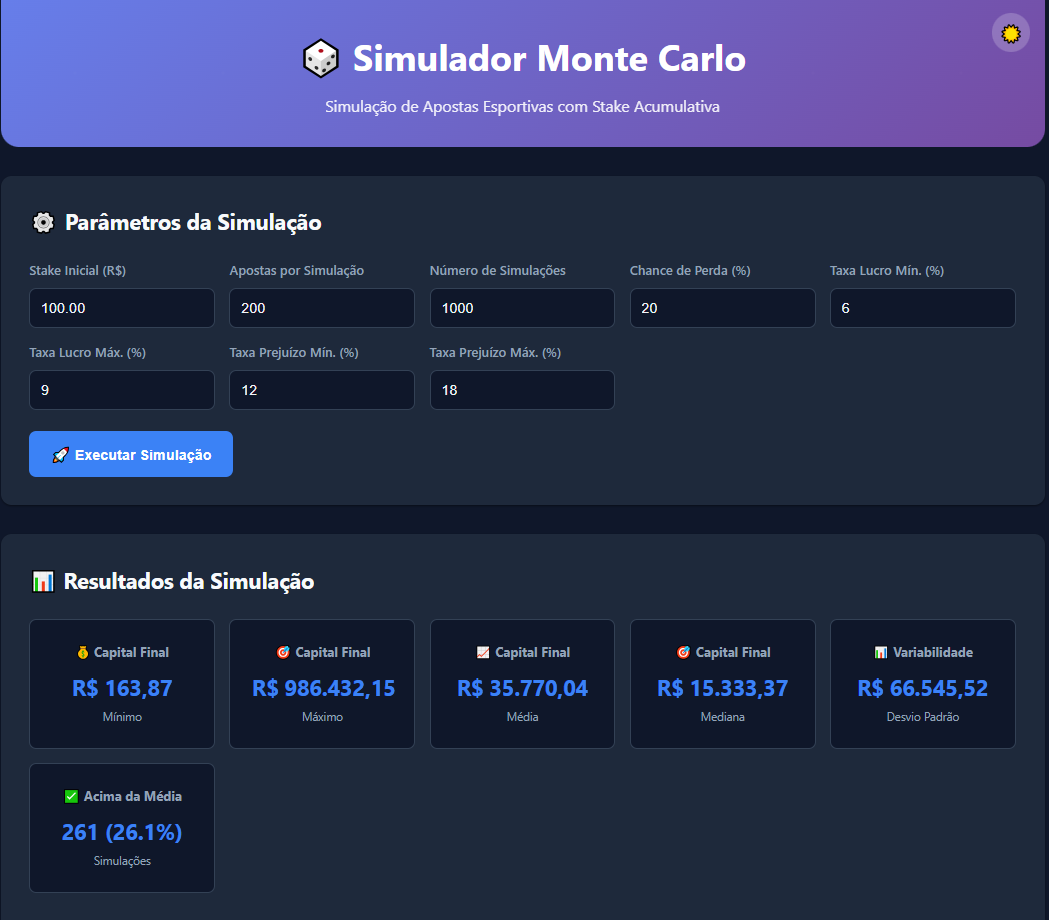 Simulador Monte Carlo
Simulação de Apostas Esportivas com Stake Acumulativa
Parâmetros da Simulação
Stake Inicial (R$)
Apostas por Simulação
Número de Simulações
Chance de Perda (%)
Taxa Lucro Mín. (%)
100.00
200
1000
20
6
Taxa Lucro Máx. (%)
Taxa Prejuízo Mín. (%)
Taxa Prejuízo Máx. (%)
9
12
18
Executar Simulação
Resultados da Simulação
Capital Final
R$ 163,87
Mínimo
Capital Final
R$ 986.432,15
Máximo
Capital Final
R$ 35.770,04
Média
Capital Final
R$ 15.333,37
Mediana
Variabilidade
R$ 66.545,52
Desvio Padrão
Acima da Média
261 (26.1%)
Simulações